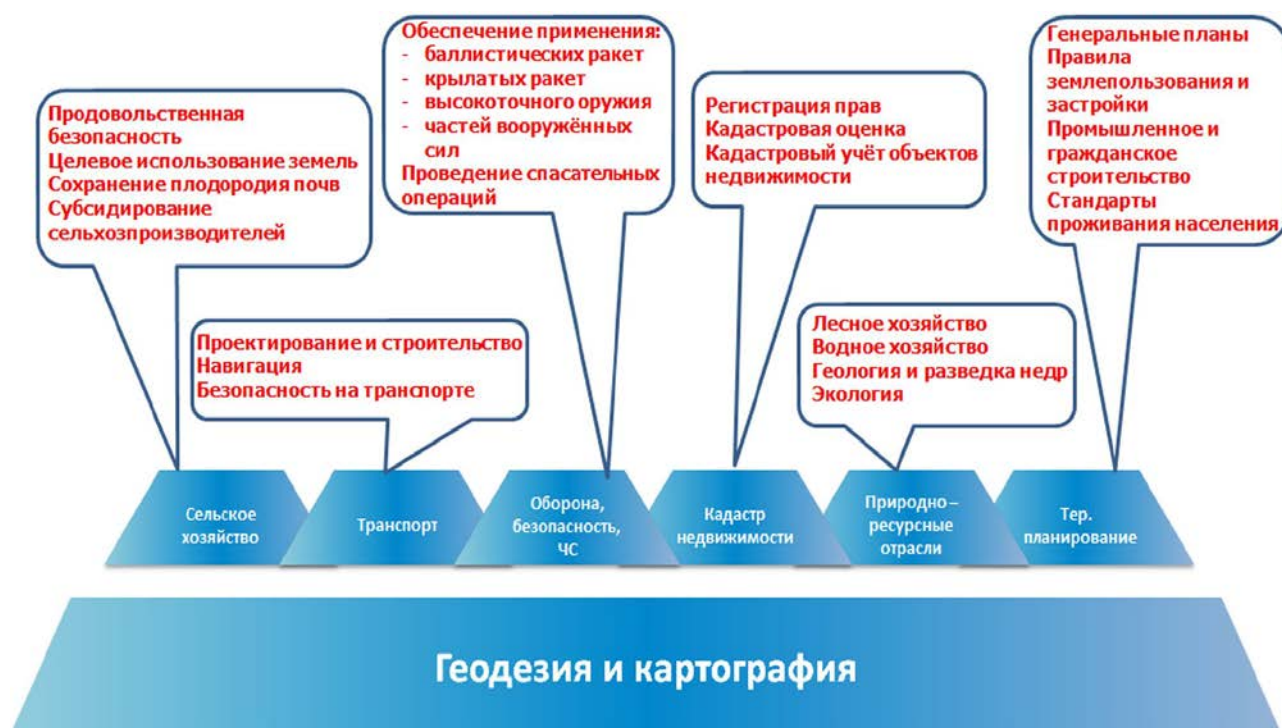 Продовольственная
безопасность
Целевое использование земель
Сохранение плодородия почв
Субсидирование
сельхозпроизводителей
Проектирование и строительство
Навигация
Безопасность на транспорте
Обеспечение применения:
- баллистических ракет
- крылатых ракет
- высокоточного оружия
- частей вооружённых
сил
Проведение спасательных
операций
Регистрация прав
Кадастровая оценка
Кадастровый учёт объектов
недвижимости
Лесное хозяйство
Водное хозяйство
Геология и разведка недр
Экология
Генеральные планы
Правила
землепользования и
застройки
Промышленное и
гражданское
строительство
Стандарты
проживания населения
Сельское
хозяйство
Транспорт
Оборона,
безопасность,
ЧС
Кадастр
недвижимости
Природно –
ресурсные
отрасли
Тер.
планирование
Геодезия и картография